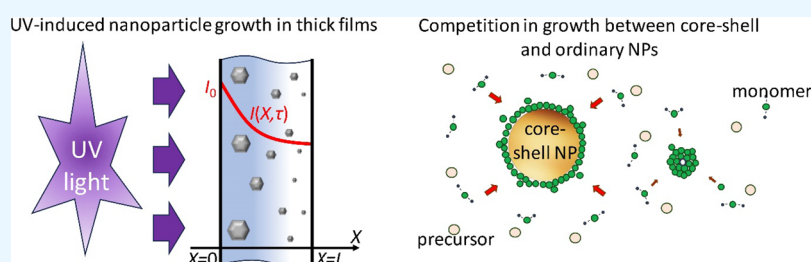 UV-induced nanoparticle growth in thick films
UV
light
I0
I(X,τ)
X
X=0
X=L
Competition in growth between core-shell
and ordinary NPs
monomer
core-
shell NP
precursor